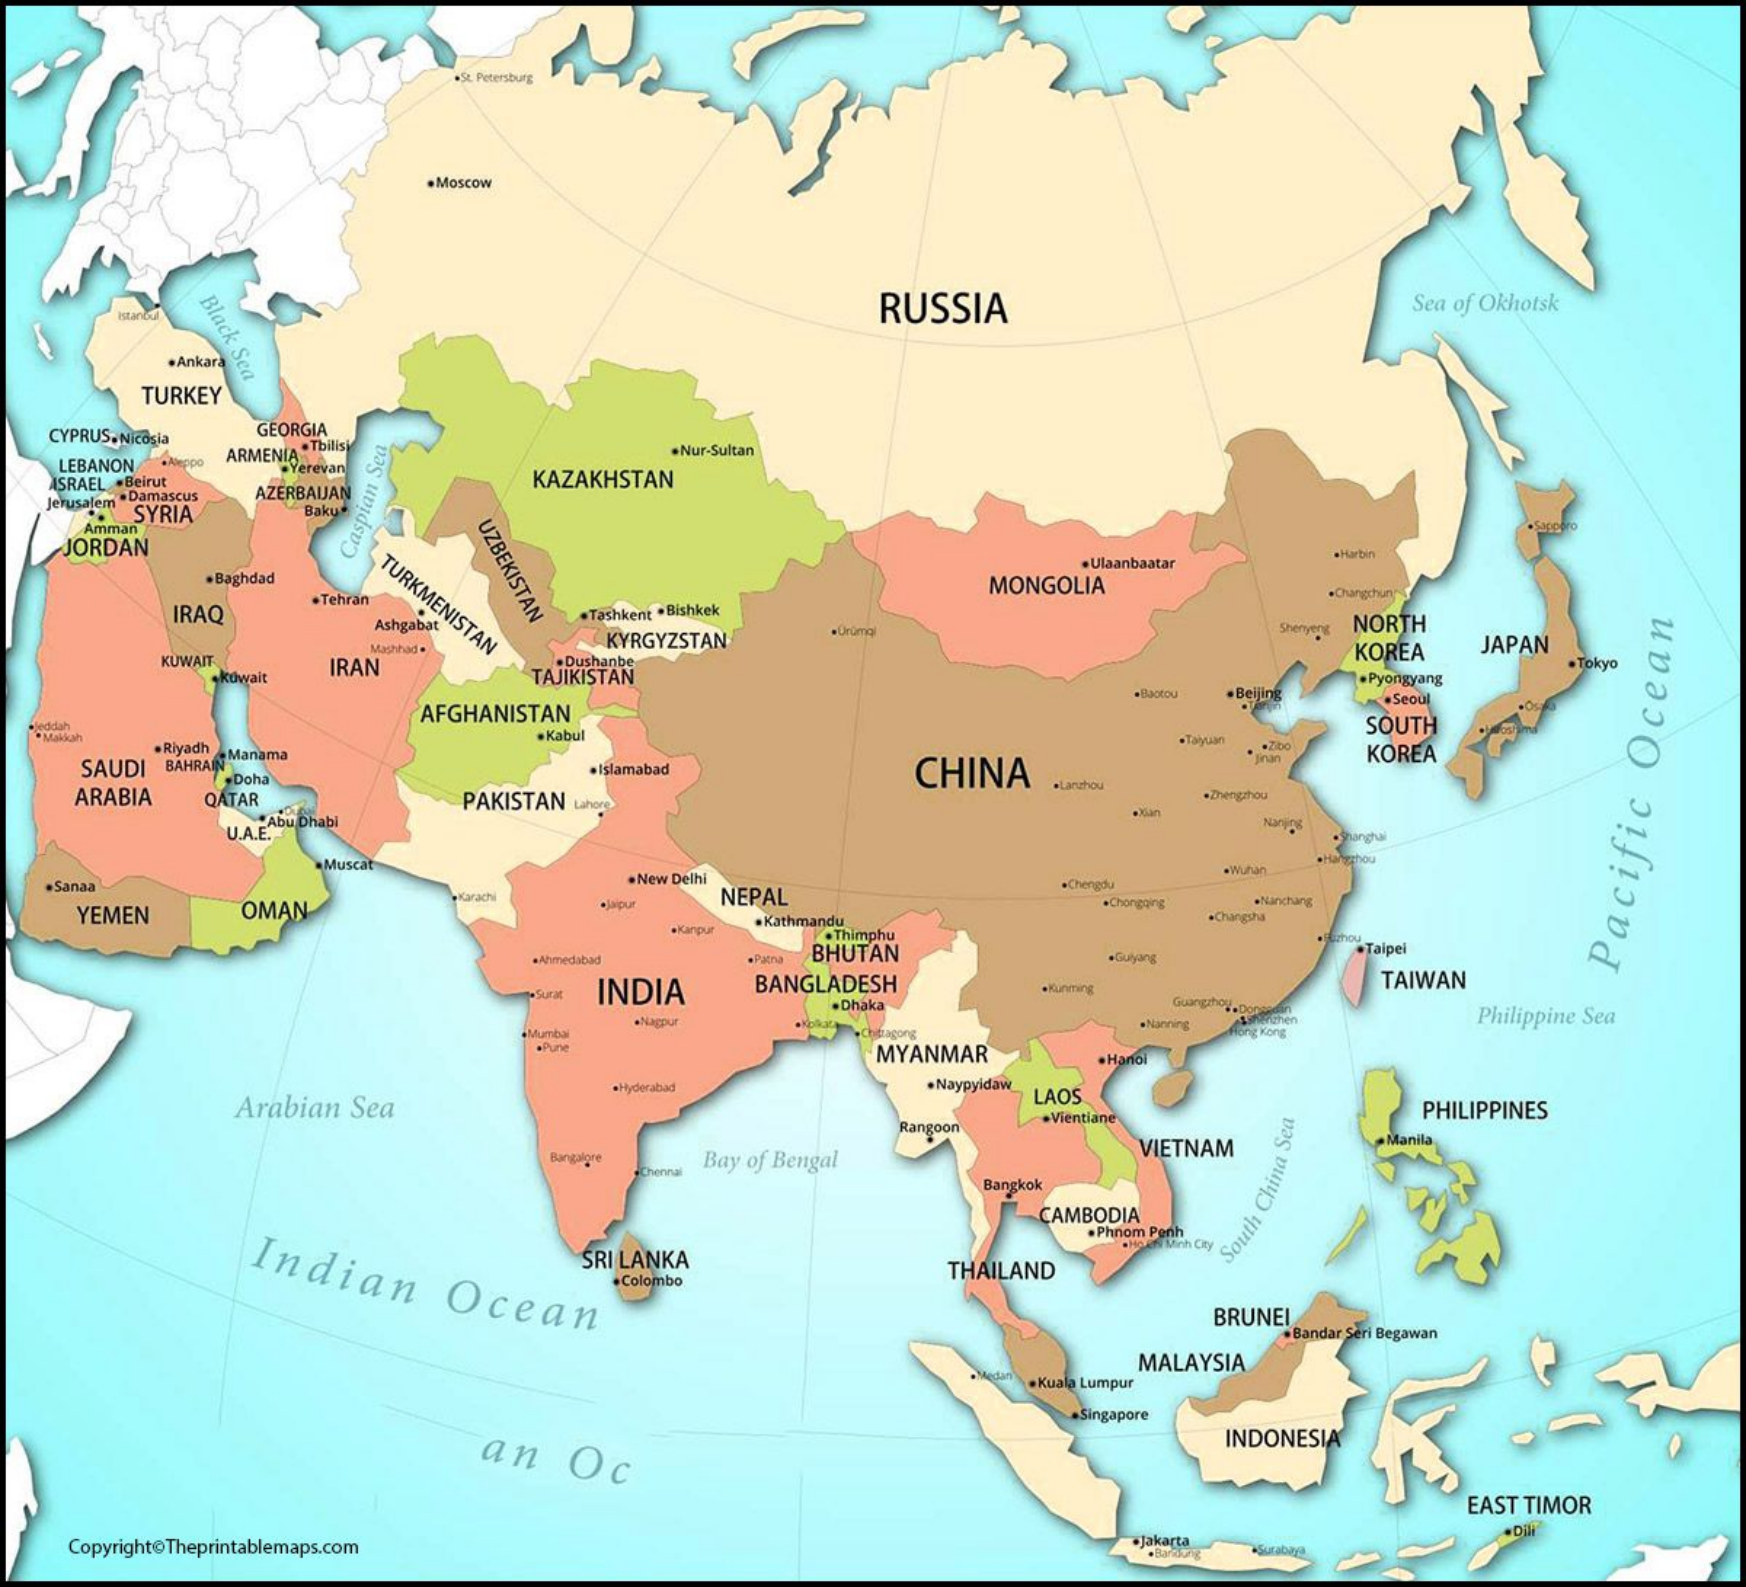 St. Petersburg
Moscow
RUSSIA
Sea of Okhotsk
Black Sea
Istanbul
Ankara
TURKEY
GEORGIA
Tbilisi
CYPRUS
Nicosia
ARMENIA
Yerevan
LEBANON
Aleppo
ISRAEL
Beirut
AZERBAIJAN
Jerusalem
Damascus
Baku
SYRIA
Amman
JORDAN
Caspian Sea
Nur-Sultan
KAZAKHSTAN
UZBEKISTAN
TURKMENISTAN
Ulaanbaatar
MONGOLIA
Harbin
Sapporo
Changchun
Baghdad
IRAQ
Tehran
Ashgabat
Mashhad
Tashkent
Bishkek
KYRGYZSTAN
Ürümqi
Shenyeng
NORTH
KOREA
JAPAN
Tokyo
KUWAIT
Kuwait
IRAN
Dushanbe
TAJIKISTAN
Baotou
Beijing
Tianjin
Pyongyang
Seoul
Osaka
Hiroshima
SOUTH
KOREA
AFGHANISTAN
Kabul
Jeddah
Makkah
Riyadh
Manama
BAHRAIN
Doha
SAUDI
ARABIA
QATAR
Dubai
Abu Dhabi
U.A.E.
Islamabad
PAKISTAN
Lahore
CHINA
Taiyuan
Zibo
Jinan
Lanzhou
Zhengzhou
Xian
Nanjing
Shanghai
Hangzhou
Pacific Ocean
Muscat
Sanaa
YEMEN
OMAN
Karachi
New Delhi
Jaipur
NEPAL
Kathmandu
Kanpur
Chengdu
Wuhan
Chongqing
Nanchang
Changsha
Fuzhou
Thimphu
BHUTAN
Taipei
TAIWAN
Ahmedabad
Patna
Guiyang
INDIA
BANGLADESH
Dhaka
Surat
Kunming
Nagpur
Kolkata
Chittagong
Guangzhou
Dongguan
Shenzhen
Hong Kong
Nanning
Philippine Sea
Mumbai
Pune
MYANMAR
Hanoi
Hyderabad
Naypyidaw
LAOS
Vientiane
Arabian Sea
PHILIPPINES
Manila
Rangoon
VIETNAM
Bangalore
Chennai
Bay of Bengal
Bangkok
CAMBODIA
Phnom Penh
Ho Chi Minh City
South China Sea
Indian Ocean
SRI LANKA
Colombo
THAILAND
BRUNEI
Bandar Seri Begawan
MALAYSIA
Medan
Kuala Lumpur
Singapore
INDONESIA
an Oc
EAST TIMOR
Dili
Jakarta
Bandung
Surabaya
Copyright©Theprintablemaps.com